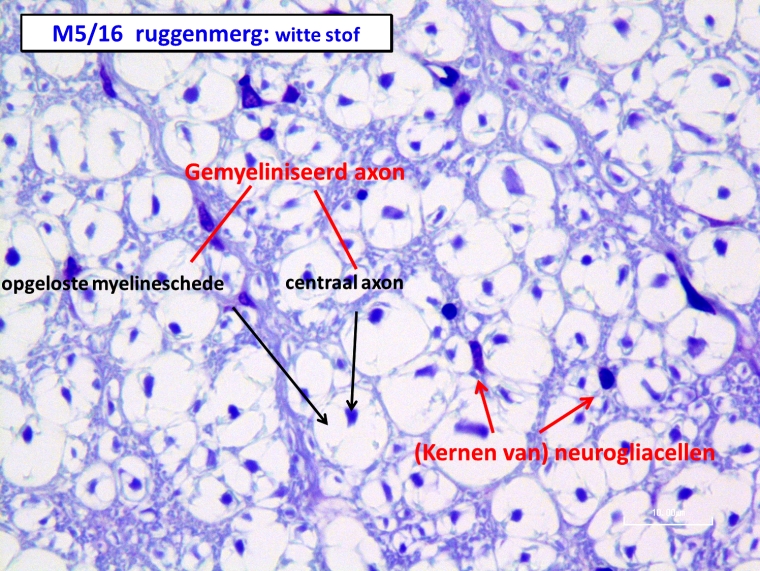 M5/16 ruggenmerg: witte stof
Gemyeliniseerd axon
opgeloste myelineschede
centraal axon
(Kernen van) neurogliacellen